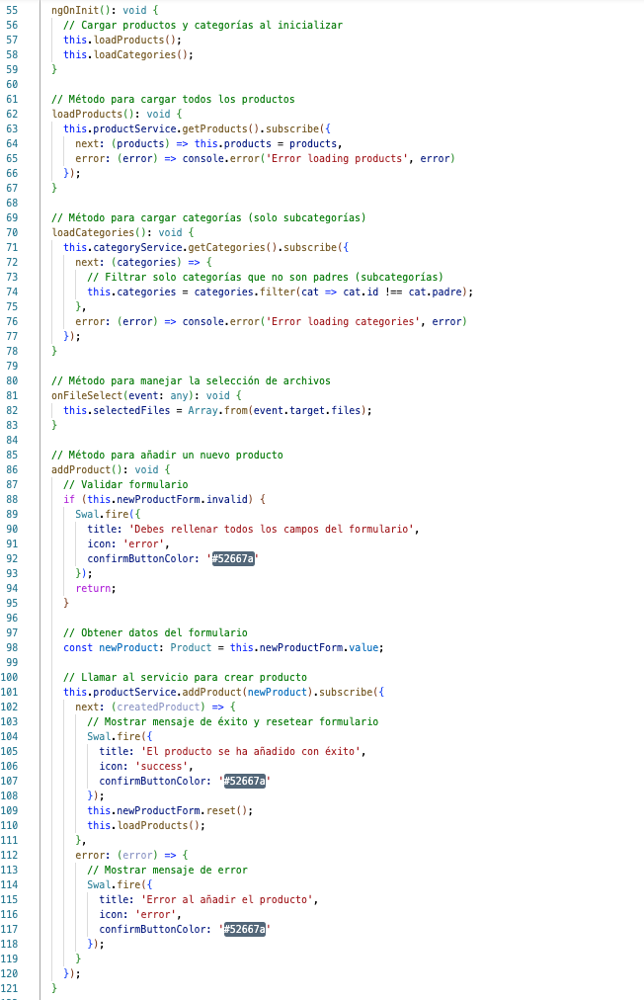 55 ngOnInit(): void {
56 // Cargar productos y categorías al inicializar
57 this.loadProducts();
58 this.loadCategories();
59 }
60
61 // Método para cargar todos los productos
62 loadProducts(): void {
63 this.productService.getProducts().subscribe({
64 next: (products) => this.products = products,
65 error: (error) => console.error('Error loading products', error)
66 });
67 }
68
69 // Método para cargar categorías (solo subcategorías)
70 loadCategories(): void {
71 this.categoryService.getCategories().subscribe({
72 next: (categories) => {
73 // Filtrar solo categorías que no son padres (subcategorías)
74 this.categories = categories.filter(cat => cat.id !== cat.padre);
75 },
76 error: (error) => console.error('Error loading categories', error)
77 });
78 }
79
80 // Método para manejar la selección de archivos
81 onFileSelect(event: any): void {
82 this.selectedFiles = Array.from(event.target.files);
83 }
84
85 // Método para añadir un nuevo producto
86 addProduct(): void {
87 // Validar formulario
88 if (this.newProductForm.invalid) {
89 Swal.fire({
90 title: 'Debes rellenar todos los campos del formulario',
91 icon: 'error',
92 confirmButtonColor: '#52667a'
93 });
94 return;
95 }
96
97 // Obtener datos del formulario
98 const newProduct: Product = this.newProductForm.value;
99
100 // Llamar al servicio para crear producto
101 this.productService.addProduct(newProduct).subscribe({
102 next: (createdProduct) => {
103 // Mostrar mensaje de éxito y resetear formulario
104 Swal.fire({
105 title: 'El producto se ha añadido con éxito',
106 icon: 'success',
107 confirmButtonColor: '#52667a'
108 });
109 this.newProductForm.reset();
110 this.loadProducts();
111 },
112 error: (error) => {
113 // Mostrar mensaje de error
114 Swal.fire({
115 title: 'Error al añadir el producto',
116 icon: 'error',
117 confirmButtonColor: '#52667a'
118 });
119 }
120 });
121 }